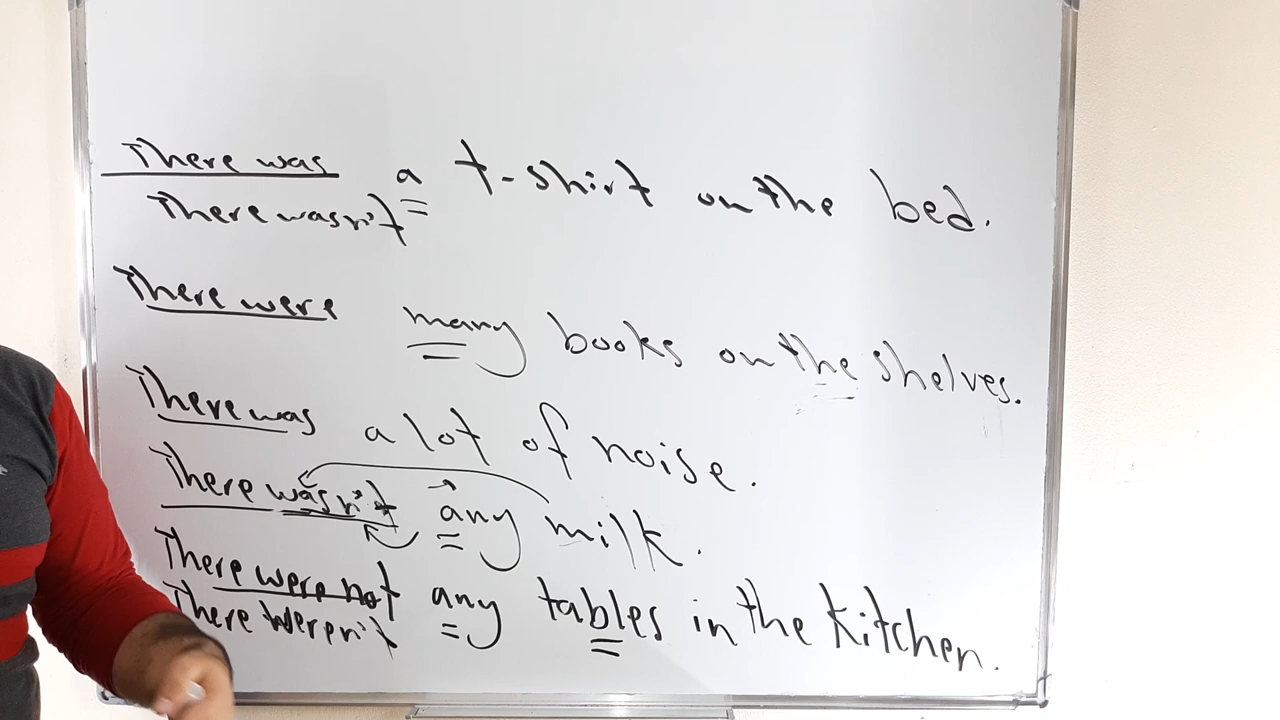 There was a t-shirt on the bed.
There wasn't
There were many books on the shelves.
There was a lot of noise.
There wasn't any milk.
There were not any tables in the kitchen.
There weren't